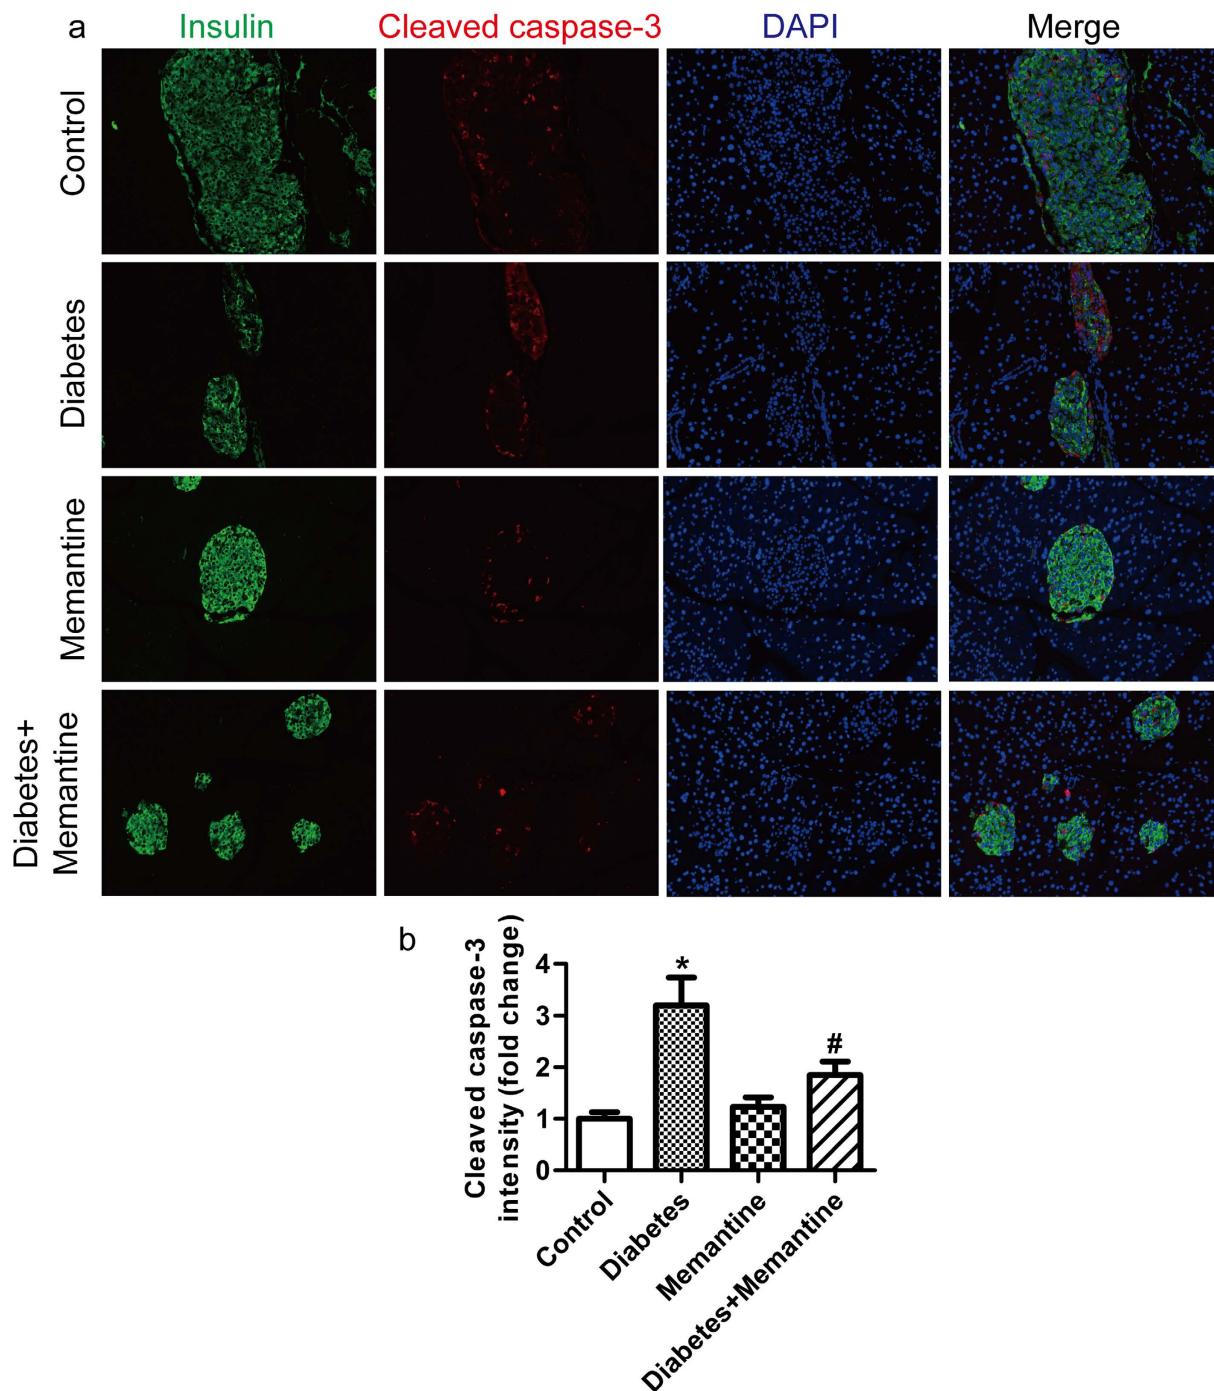 a
Insulin
Cleaved caspase-3
DAPI
Merge
Control
Diabetes
Memantine
Diabetes+
Memantine
b
Cleaved caspase-3
intensity (fold change)
4
3
2
1
0
*
#
Control
Diabetes
Memantine
Diabetes+Memantine